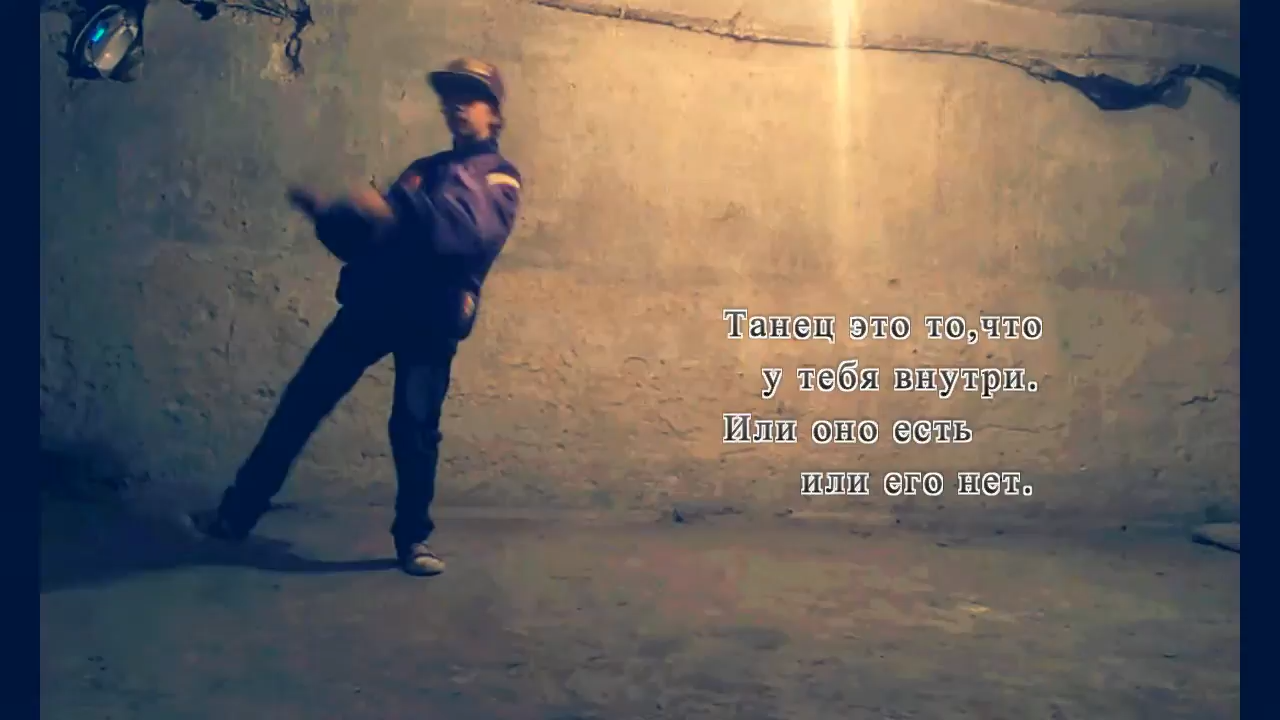 Танец это то,что
у тебя внутри.
Или оно есть
или его нет.